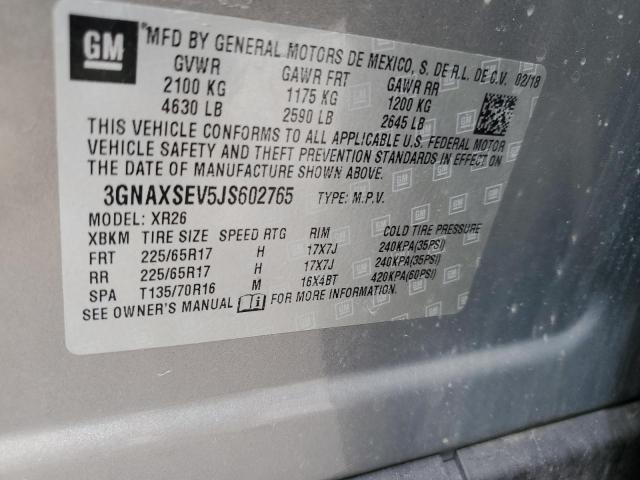 GM MFD BY GENERAL MOTORS DE MEXICO, S. DE R.L. DE C.V. 02/18
GVWR GAWR FRT GAWR RR
2100 KG 1175 KG 1200 KG
4630 LB 2590 LB 2645 LB
THIS VEHICLE CONFORMS TO ALL APPLICABLE U.S. FEDERAL MOTOR
VEHICLE SAFETY AND THEFT PREVENTION STANDARDS IN EFFECT ON
THE DATE OF MANUFACTURE SHOWN ABOVE.
3GNAXSEV5JS602765 TYPE: M.P.V.
MODEL: XR26
XBKM TIRE SIZE SPEED RTG RIM COLD TIRE PRESSURE
FRT 225/65R17 H 17X7J 240KPA(35PSI)
RR 225/65R17 H 17X7J 240KPA(35PSI)
SPA T135/70R16 M 16X4BT 420KPA(60PSI)
SEE OWNER'S MANUAL FOR MORE INFORMATION.